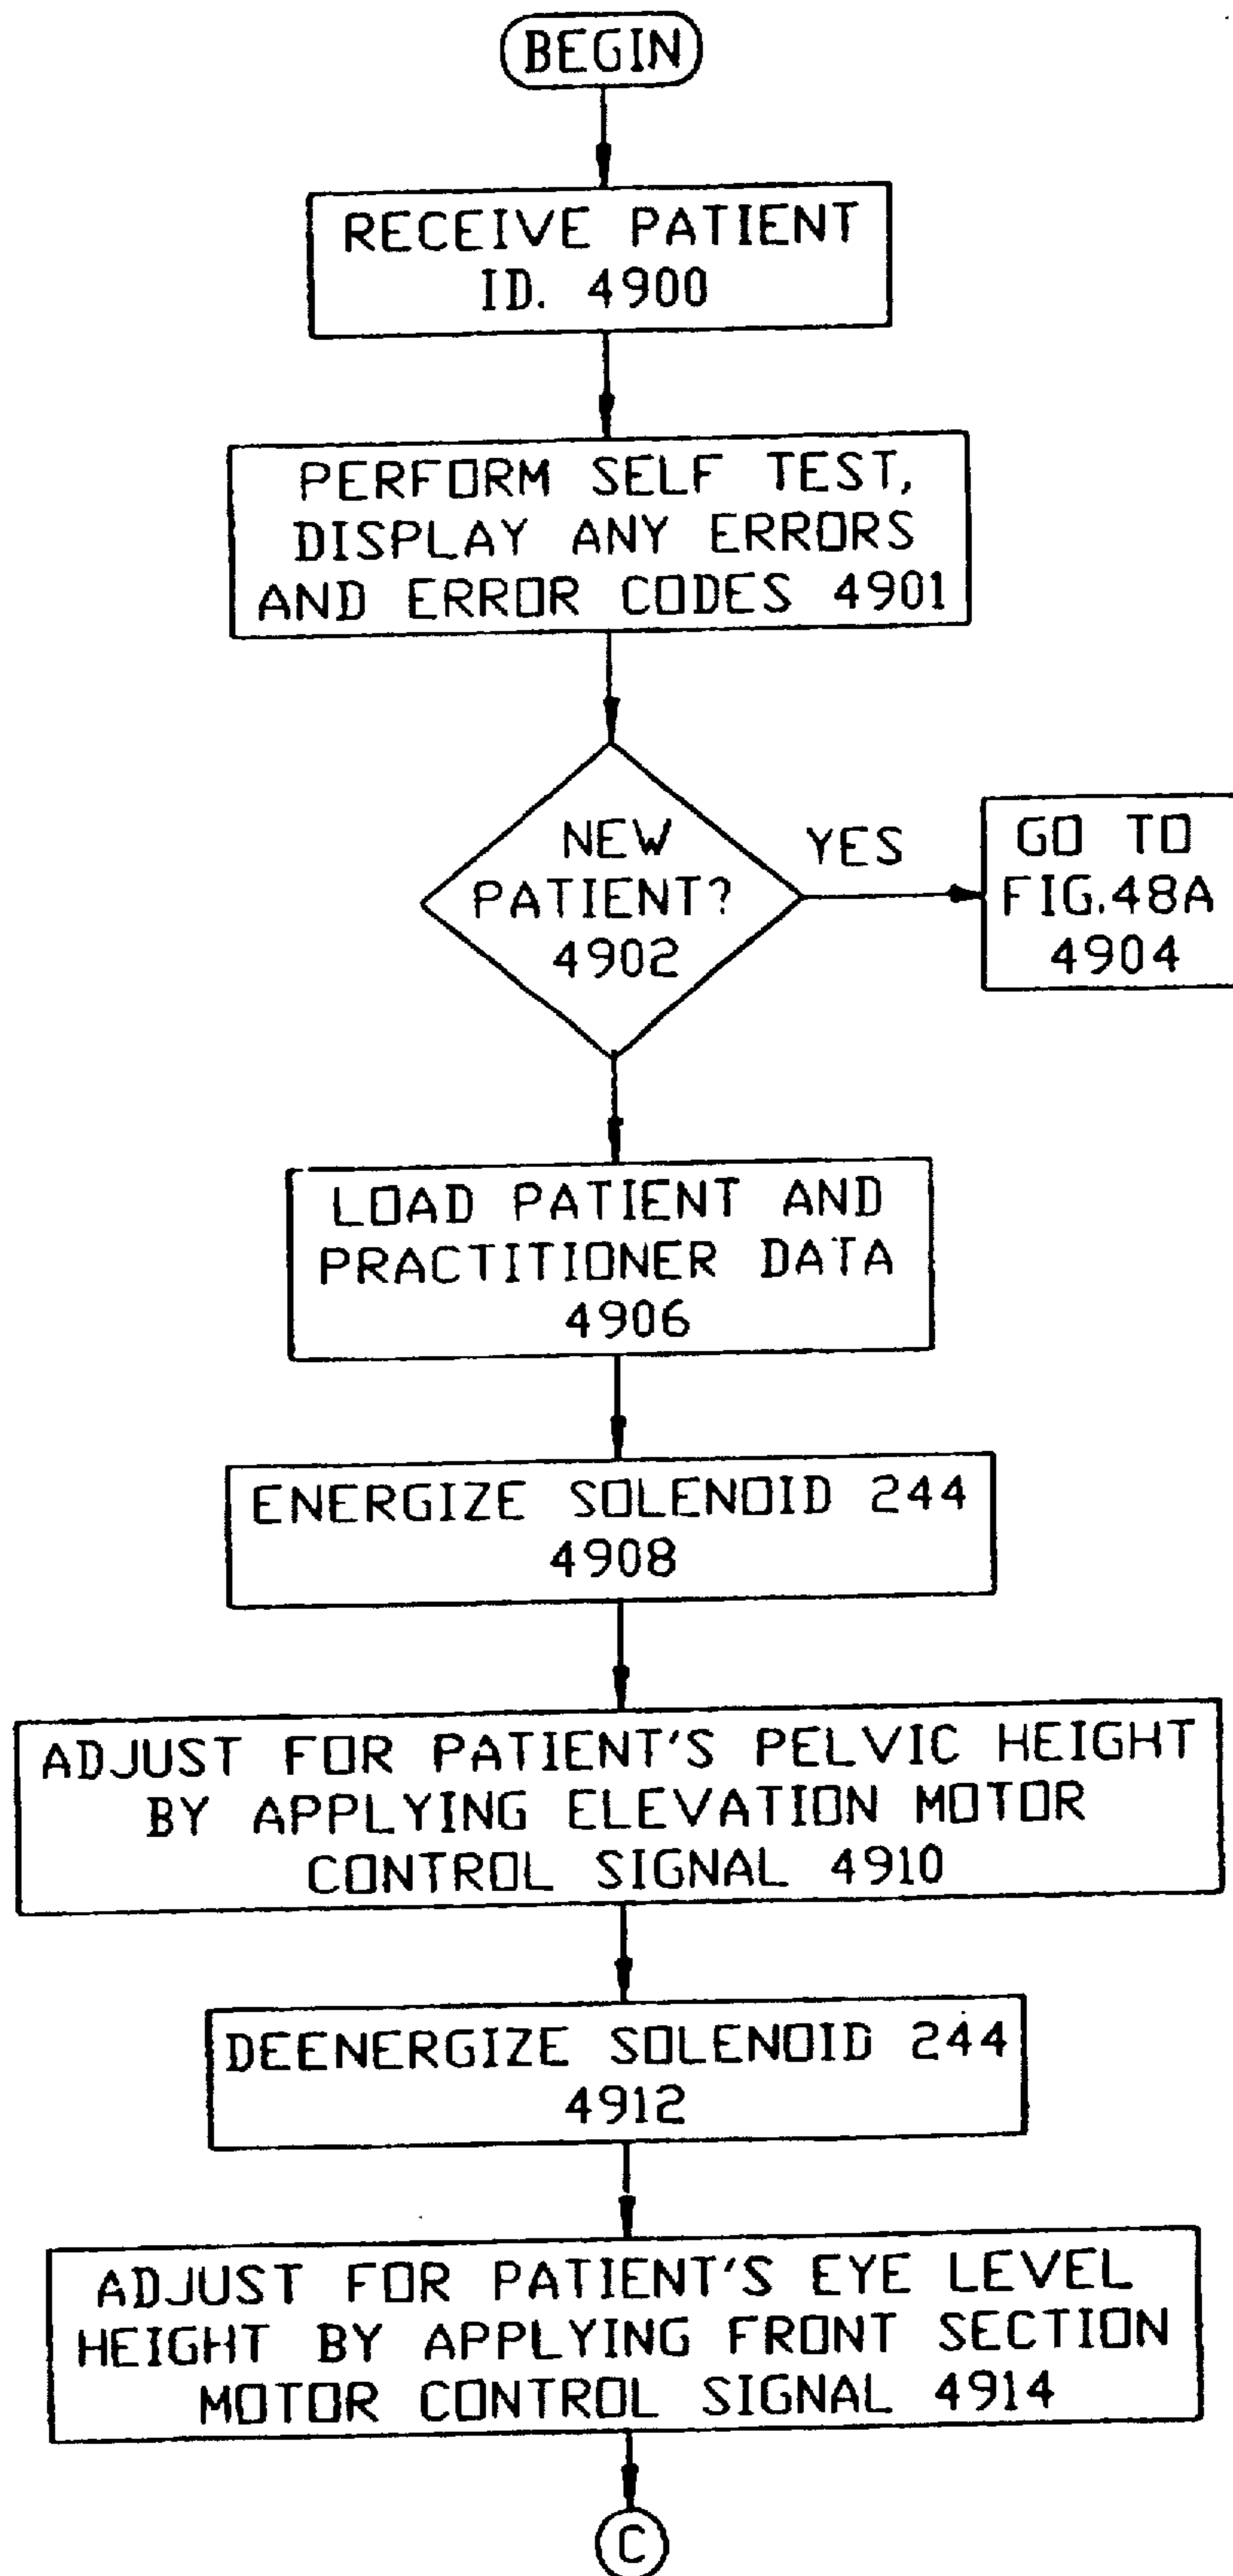 BEGIN
RECEIVE PATIENT
ID. 4900
PERFORM SELF TEST,
DISPLAY ANY ERRORS
AND ERROR CODES 4901
NEW
PATIENT?
4902
YES
GO TO
FIG.48A
4904
LOAD PATIENT AND
PRACTITIONER DATA
4906
ENERGIZE SOLENOID 244
4908
ADJUST FOR PATIENT'S PELVIC HEIGHT
BY APPLYING ELEVATION MOTOR
CONTROL SIGNAL 4910
DEENERGIZE SOLENOID 244
4912
ADJUST FOR PATIENT'S EYE LEVEL
HEIGHT BY APPLYING FRONT SECTION
MOTOR CONTROL SIGNAL 4914
C